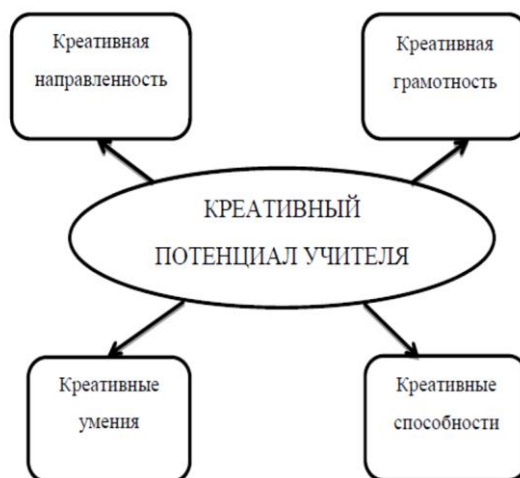 Креативная
направленность
Креативная
грамотность
КРЕАТИВНЫЙ
ПОТЕНЦИАЛ УЧИТЕЛЯ
Креативные
умения
Креативные
способности